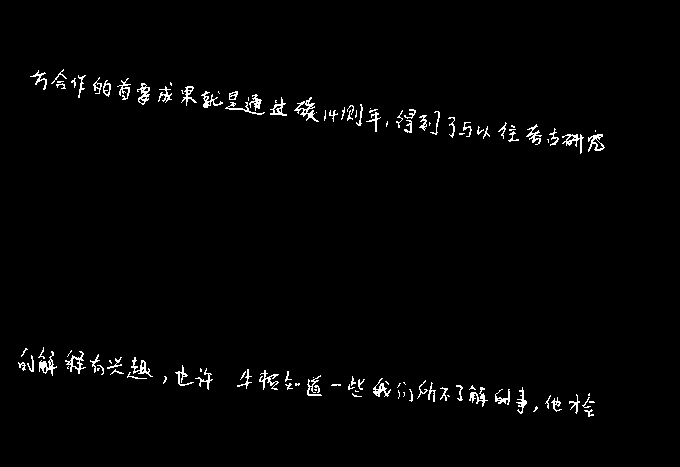 方合作的首要成果就是通过碳14测年,得到了与以往考古研究
的解释有兴趣,也许牛顿知道一些我们所不了解的事,他才会